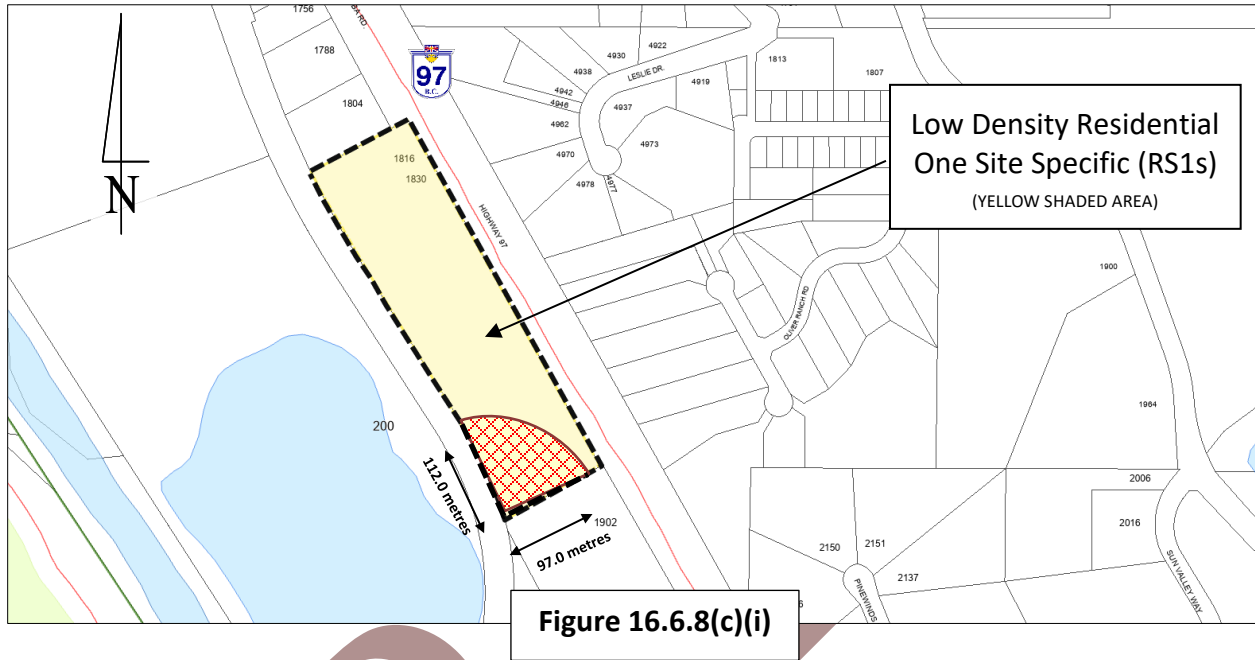 1756
BA RD.
1788
1804
97
B.C.
N
1816
1830
HIGHWAY 97
4922
4930
4938
LESLIE DR.
4942
4946
4937
4919
4962
4970
4973
4978
4977
1813
1807
Low Density Residential
One Site Specific (RS1s)
(YELLOW SHADED AREA)
OLIVER RANCH RD
1900
1964
200
112.0 metres
97.0 metres
1902
2006
2016
2150
2151
2137
PINEWINDS
SUN VALLEY WAY
Figure 16.6.8(c)(i)